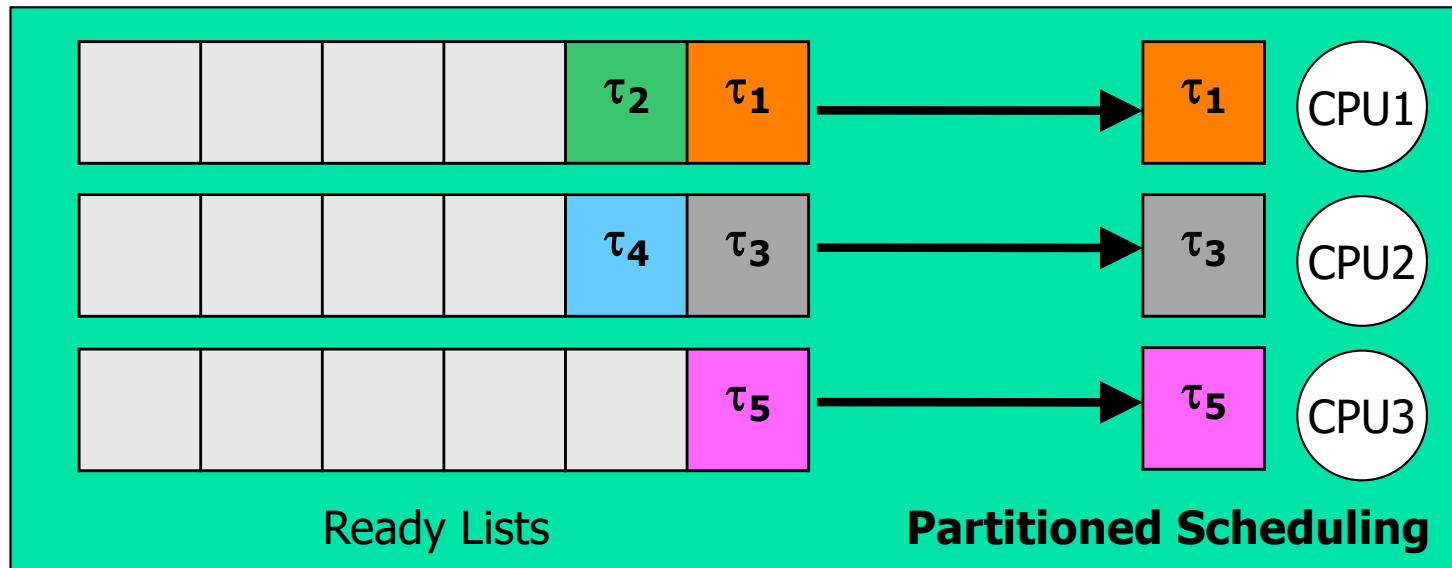 τ2 τ1 τ1 CPU1
τ4 τ3 τ3 CPU2
τ5 τ5 CPU3
Ready Lists Partitioned Scheduling